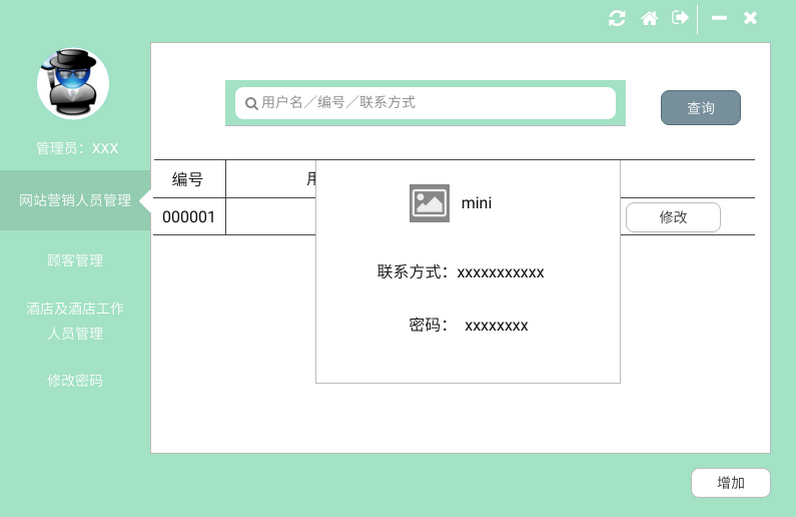 管理员：XXX
网站营销人员管理
顾客管理
酒店及酒店工作
人员管理
修改密码
用户名／编号／联系方式
查询
编号
000001
修改
mini
联系方式：xxxxxxxxxxx
密码： xxxxxxxx
增加